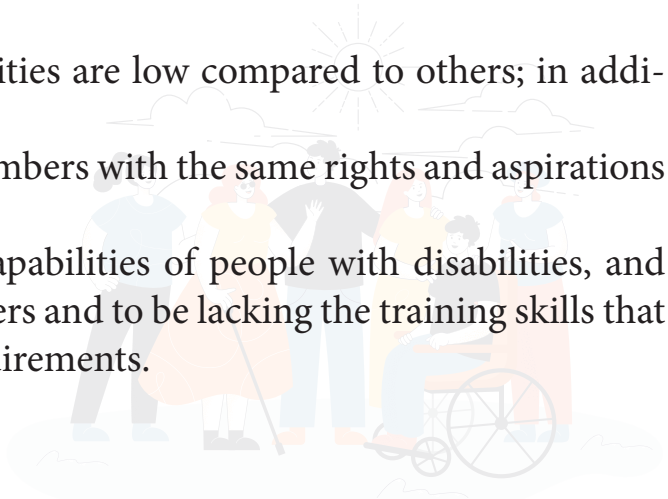 ities are low compared to others; in addi-
mbers with the same rights and aspirations
apabilities of people with disabilities, and
ers and to be lacking the training skills that
irements.